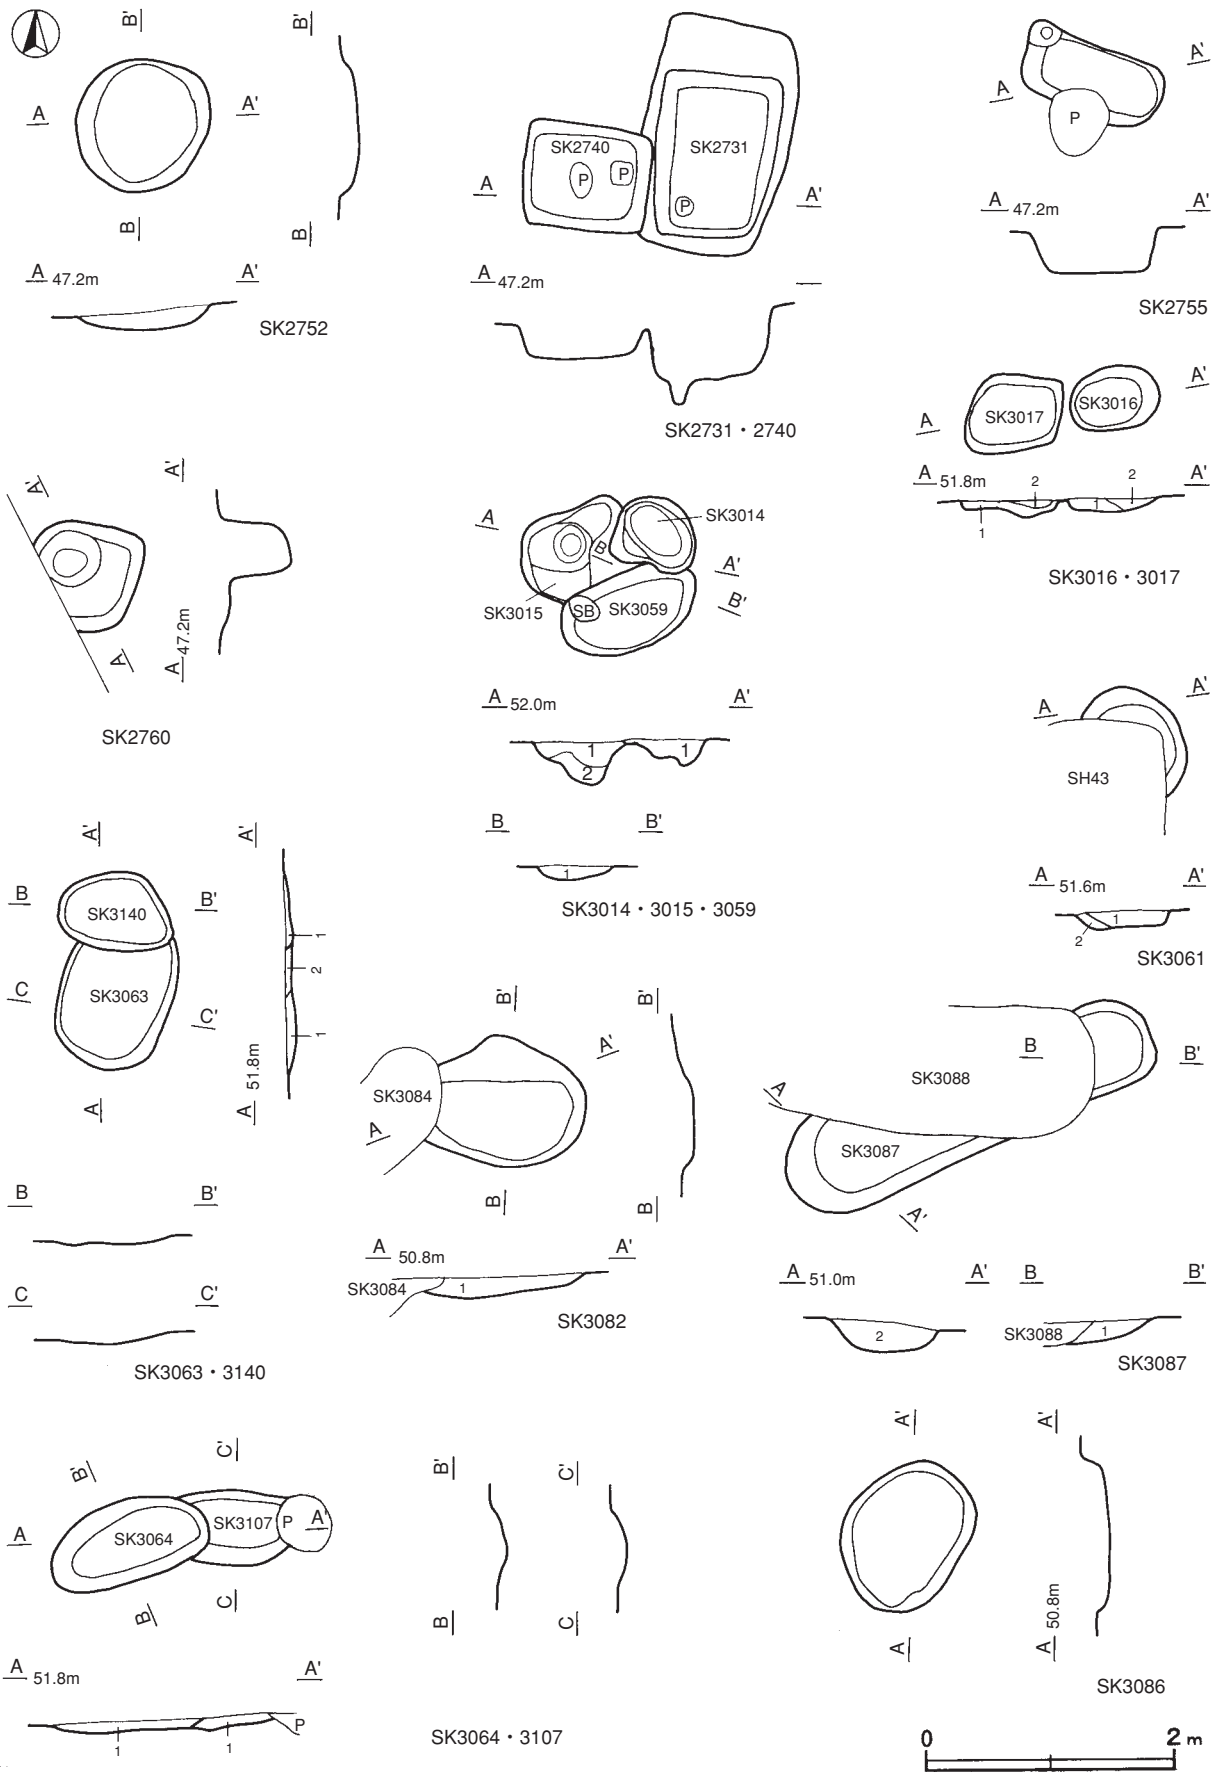 B'
B'
A
A'
B
B
A 47.2m
A'
SK2752
SK2740
P
P
SK2731
P
A
A'
A 47.2m
SK2731・2740
A
A'
P
A 47.2m
A'
SK2755
A'
A
SK3017
SK3016
A 51.8m
A'
2
2
1
1
SK3016・3017
A'
A'
A
A 47.2m
SK2760
A
SK3014
B
A'
B'
SK3015
SB
SK3059
A 52.0m
A'
1
1
2
B
B'
1
SK3014・3015・3059
A
A'
SH43
A 51.6m
A'
1
2
SK3061
A'
A'
B
SK3140
B'
1
2
C
SK3063
C'
1
A
A 51.8m
B
B'
C
C'
SK3063・3140
B'
B'
A'
SK3084
A
B
B
A 50.8m
A'
SK3084
1
SK3082
B
B'
SK3088
A
SK3087
A'
A 51.0m
A'
B
B'
2
SK3088
1
SK3087
A'
A'
A
A 50.8m
SK3086
C'
B'
A
SK3064
SK3107
P
A'
B
C
B'
C'
B
C
A 51.8m
A'
P
1
1
SK3064・3107
0
2 m